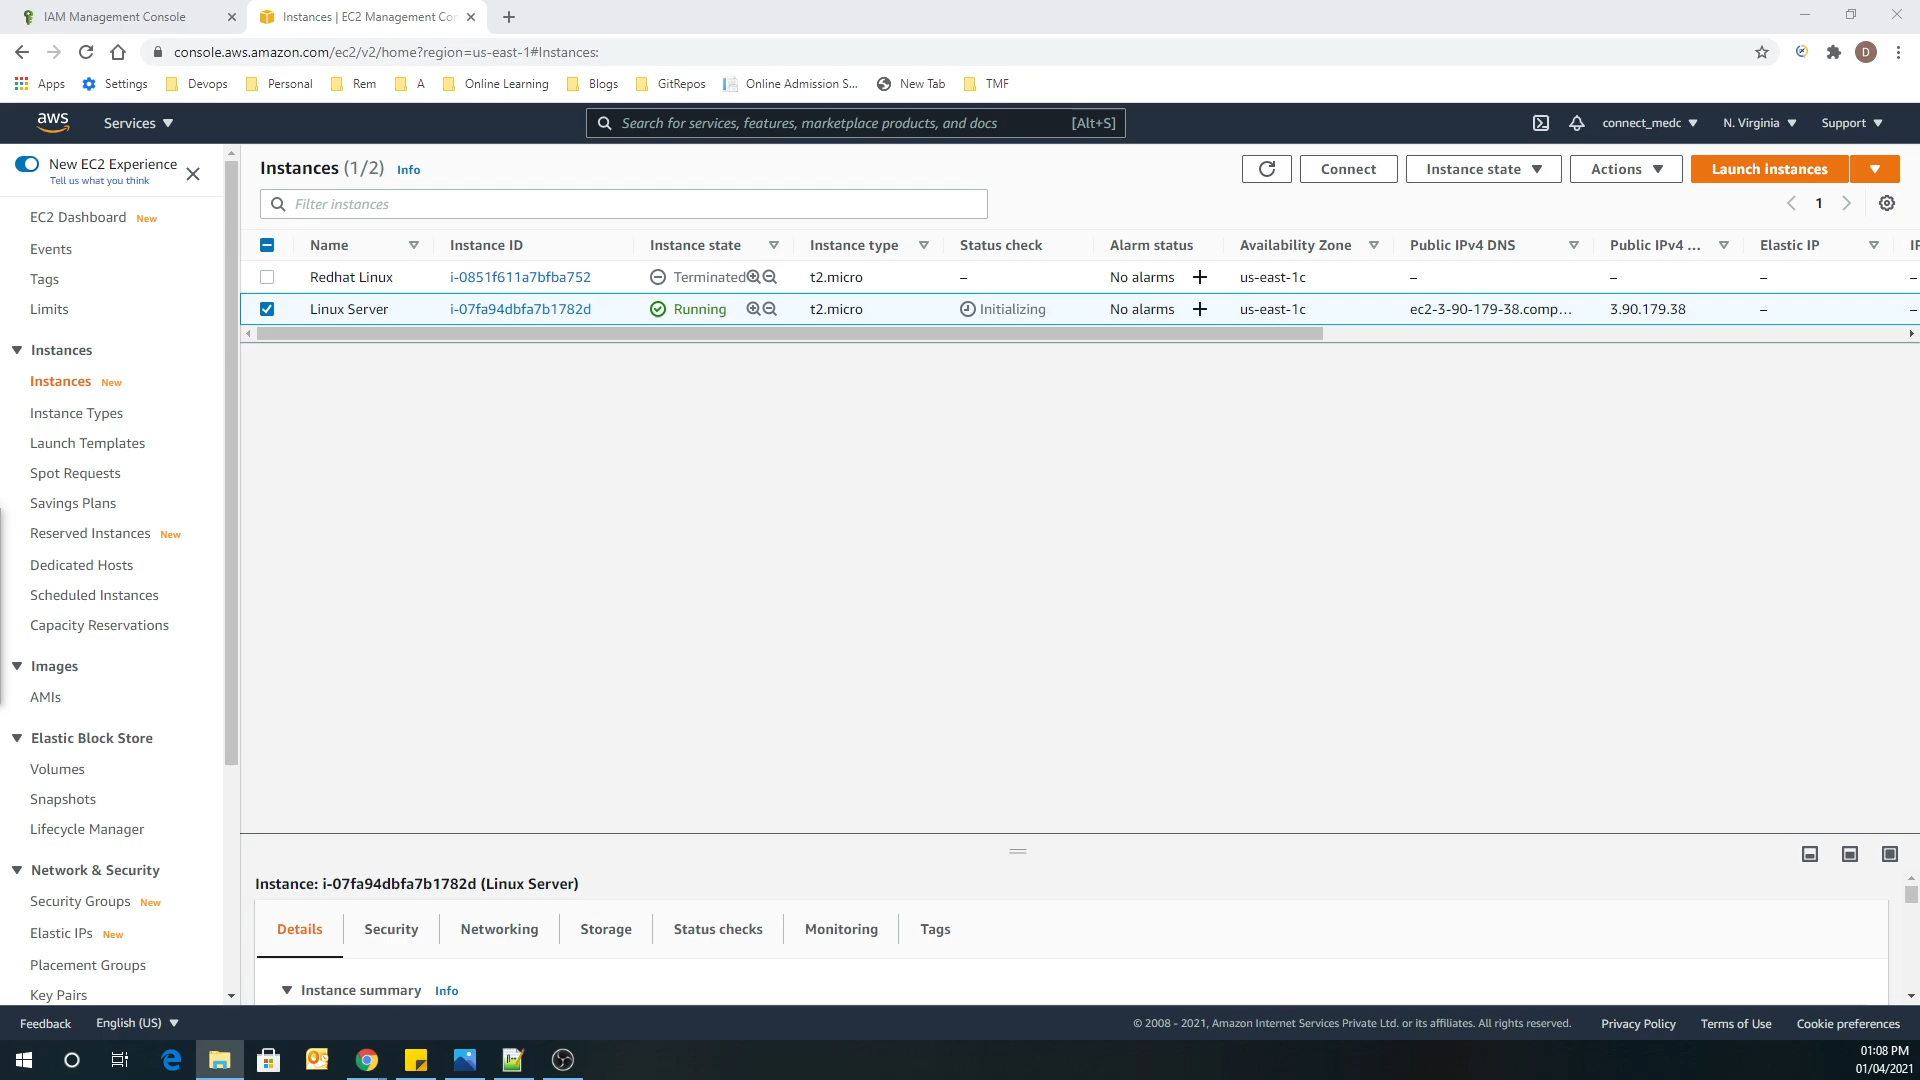 IAM Management Console
Instances | EC2 Management Cor
console.aws.amazon.com/ec2/v2/home?region=us-east-1#Instances:
D
Apps Settings Devops Personal Rem A Online Learning Blogs GitRepos Online Admission S... New Tab TMF
aws Services Search for services, features, marketplace products, and docs [Alt+S] connect_medc N. Virginia Support
New EC2 Experience
Tell us what you think
EC2 Dashboard New
Events
Tags
Limits
Instances
Instances New
Instance Types
Launch Templates
Spot Requests
Savings Plans
Reserved Instances New
Dedicated Hosts
Scheduled Instances
Capacity Reservations
Images
AMIs
Elastic Block Store
Volumes
Snapshots
Lifecycle Manager
Network & Security
Security Groups New
Elastic IPs New
Placement Groups
Key Pairs
Instances (1/2) Info Connect Instance state Actions Launch instances
Filter instances 1
Name Instance ID Instance state Instance type Status check Alarm status Availability Zone Public IPv4 DNS Public IPv4 ... Elastic IP IP
Redhat Linux i-0851f611a7bfba752 Terminated t2.micro – No alarms + us-east-1c – – – –
Linux Server i-07fa94dbfa7b1782d Running t2.micro Initializing No alarms + us-east-1c ec2-3-90-179-38.comp... 3.90.179.38 – –
Instance: i-07fa94dbfa7b1782d (Linux Server)
Details Security Networking Storage Status checks Monitoring Tags
Instance summary Info
Feedback English (US) © 2008 - 2021, Amazon Internet Services Private Ltd. or its affiliates. All rights reserved. Privacy Policy Terms of Use Cookie preferences
01:08 PM
01/04/2021